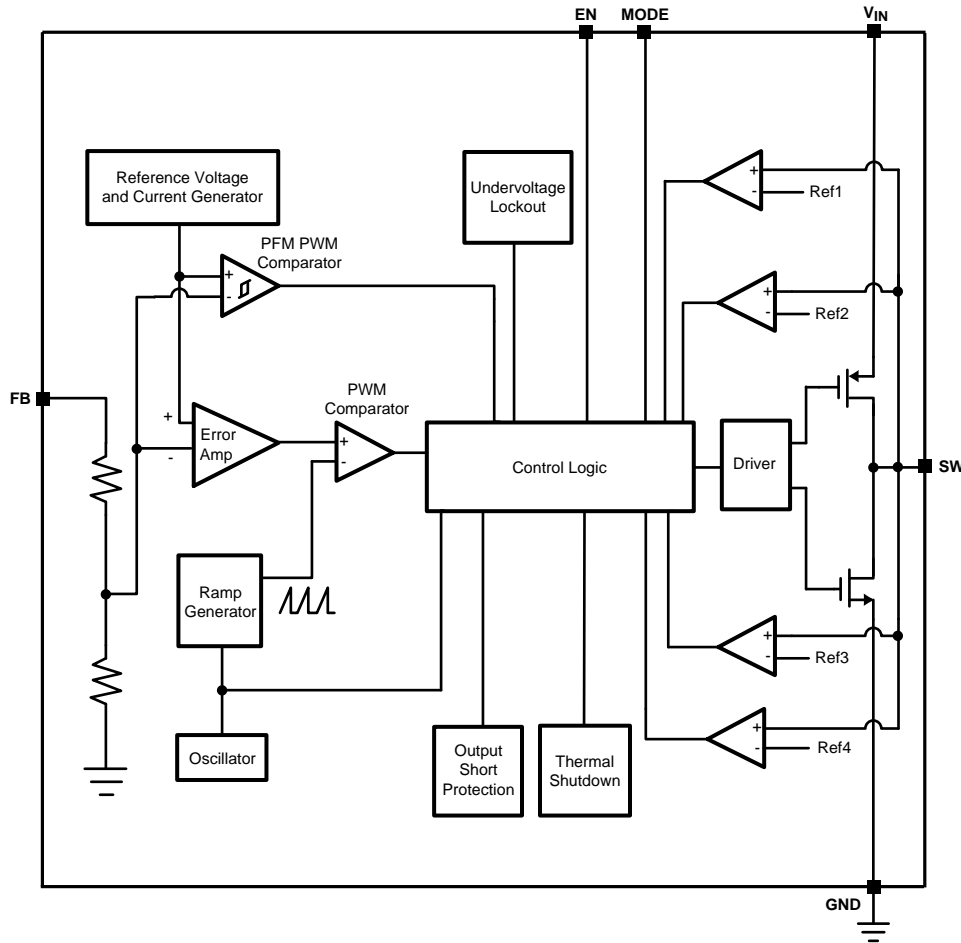 EN
MODE
VIN
Reference Voltage
and Current Generator
Undervoltage
Lockout
+
-
Ref1
PFM PWM
Comparator
+
-
+
-
Ref2
FB
+
-
Error
Amp
PWM
Comparator
+
-
Control Logic
Driver
SW
Ramp
Generator
+
-
Ref3
Oscillator
Output
Short
Protection
Thermal
Shutdown
+
-
Ref4
GND